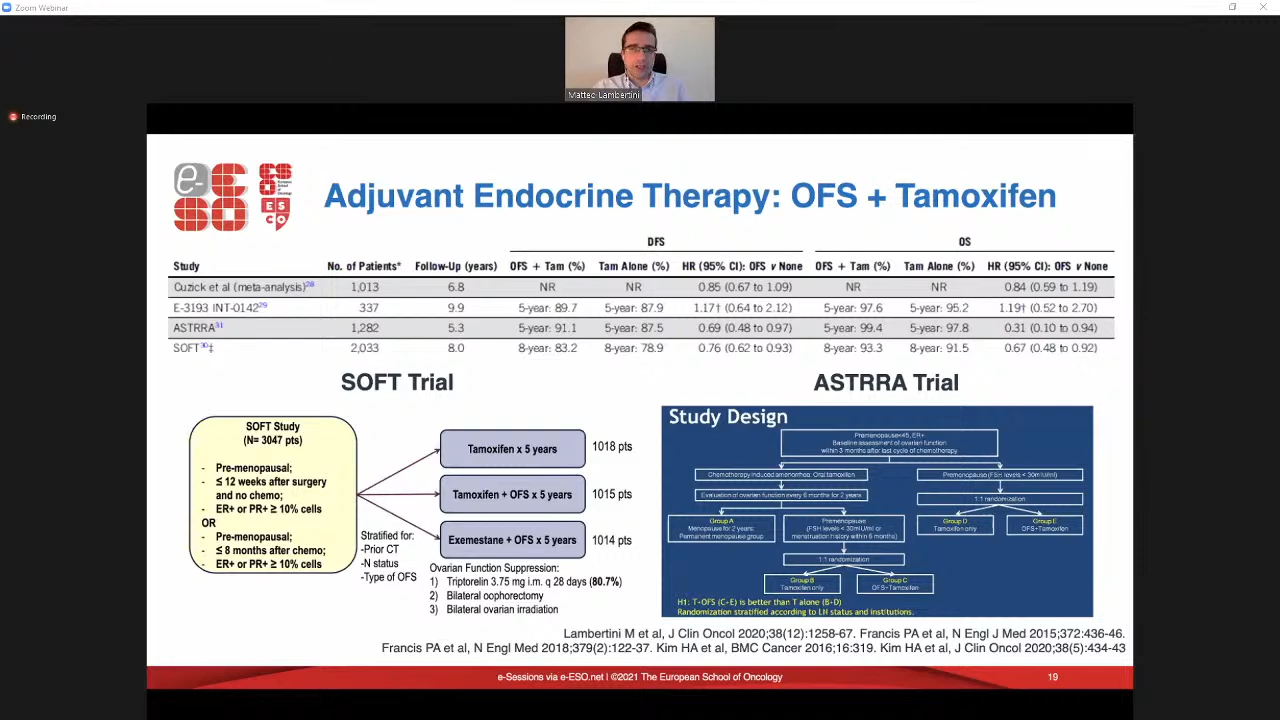 Zoom Webinar
Matteo Lambertini
Recording
e-ESO
ESCO
Adjuvant Endocrine Therapy: OFS + Tamoxifen
DFS OS
Study No. of Patients* Follow-Up (years) OFS + Tam (%) Tam Alone (%) HR (95% CI): OFS v None OFS + Tam (%) Tam Alone (%) HR (95% CI): OFS v None
Cuzick et al (meta-analysis)28 1,013 6.8 NR NR 0.85 (0.67 to 1.09) NR NR 0.84 (0.59 to 1.19)
E-3193 INT-014229 337 9.9 5-year: 89.7 5-year: 87.9 1.17† (0.64 to 2.12) 5-year: 97.6 5-year: 95.2 1.19† (0.52 to 2.70)
ASTRRA31 1,282 5.3 5-year: 91.1 5-year: 87.5 0.69 (0.48 to 0.97) 5-year: 99.4 5-year: 97.8 0.31 (0.10 to 0.94)
SOFT30‡ 2,033 8.0 8-year: 83.2 8-year: 78.9 0.76 (0.62 to 0.93) 8-year: 93.3 8-year: 91.5 0.67 (0.48 to 0.92)
SOFT Trial
SOFT Study
(N= 3047 pts)
- Pre-menopausal;
- ≤ 12 weeks after surgery
and no chemo;
- ER+ or PR+ ≥ 10% cells
OR
- Pre-menopausal;
- ≤ 8 months after chemo;
- ER+ or PR+ ≥ 10% cells
Stratified for:
-Prior CT
-N status
-Type of OFS
Tamoxifen x 5 years 1018 pts
Tamoxifen + OFS x 5 years 1015 pts
Exemestane + OFS x 5 years 1014 pts
Ovarian Function Suppression:
1) Triptorelin 3.75 mg i.m. q 28 days (80.7%)
2) Bilateral oophorectomy
3) Bilateral ovarian irradiation
ASTRRA Trial
Study Design
Premenopause<45, ER+
Baseline assessment of ovarian function
within 3 months after last cycle of chemotherapy
Chemotherapy induced amenorrhea: Oral tamoxifen
Premenopause (FSH levels < 30mIU/ml)
Evaluation of ovarian function every 6 months for 2 years
1:1 randomization
Group A
Menopause for 2 years:
Permanent menopause group
Premenopause
(FSH levels < 30mIU/ml or
menstruation history within 6 months)
Group D
Tamoxifen only
Group E
OFS+Tamoxifen
1:1 randomization
Group B
Tamoxifen only
Group C
OFS+Tamoxifen
H1: T+OFS (C+E) is better than T alone (B+D)
Randomization stratified according to LN status and institutions.
Lambertini M et al, J Clin Oncol 2020;38(12):1258-67. Francis PA et al, N Engl J Med 2015;372:436-46.
Francis PA et al, N Engl J Med 2018;379(2):122-37. Kim HA et al, BMC Cancer 2016;16:319. Kim HA et al, J Clin Oncol 2020;38(5):434-43
e-Sessions via e-ESO.net | ©2021 The European School of Oncology 19